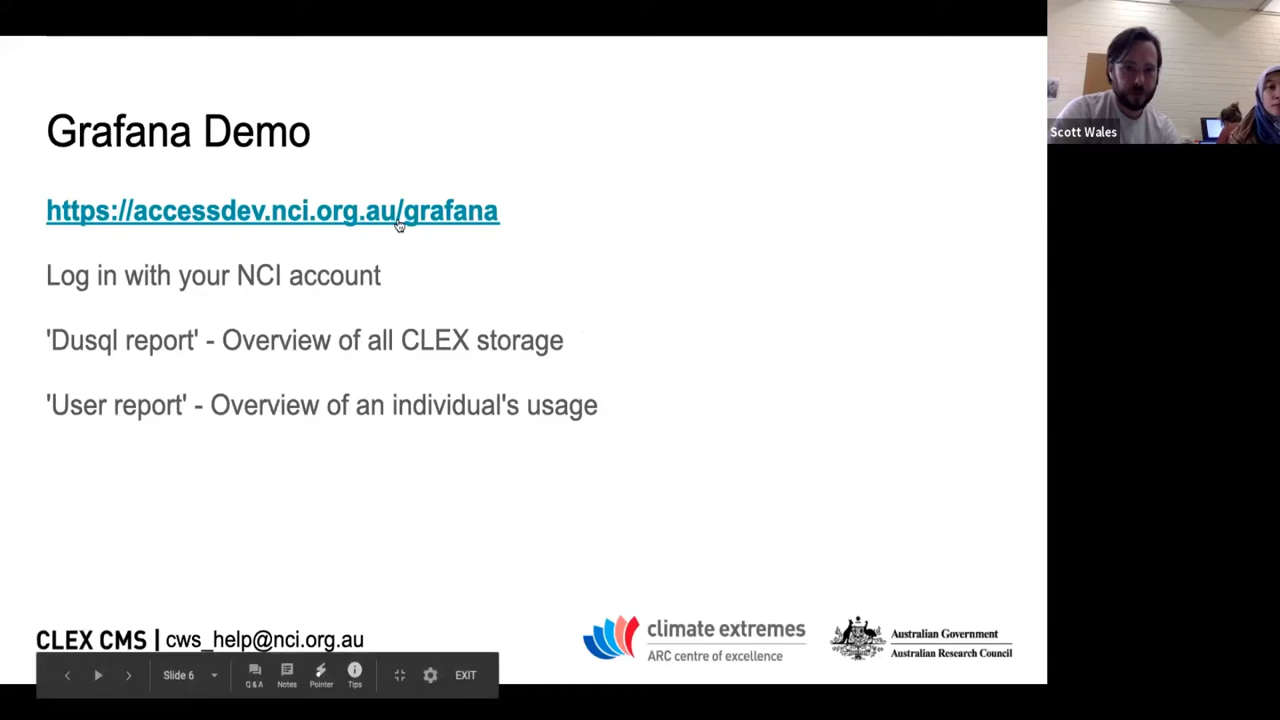 Grafana Demo
https://accessdev.nci.org.au/grafana
Log in with your NCI account
'Dusql report' - Overview of all CLEX storage
'User report' - Overview of an individual's usage
Scott Wales
CLEX CMS | cws_help@nci.org.au
climate extremes
ARC centre of excellence
Australian Government
Australian Research Council
Slide 6
Q & A
Notes
Pointer
Tips
EXIT